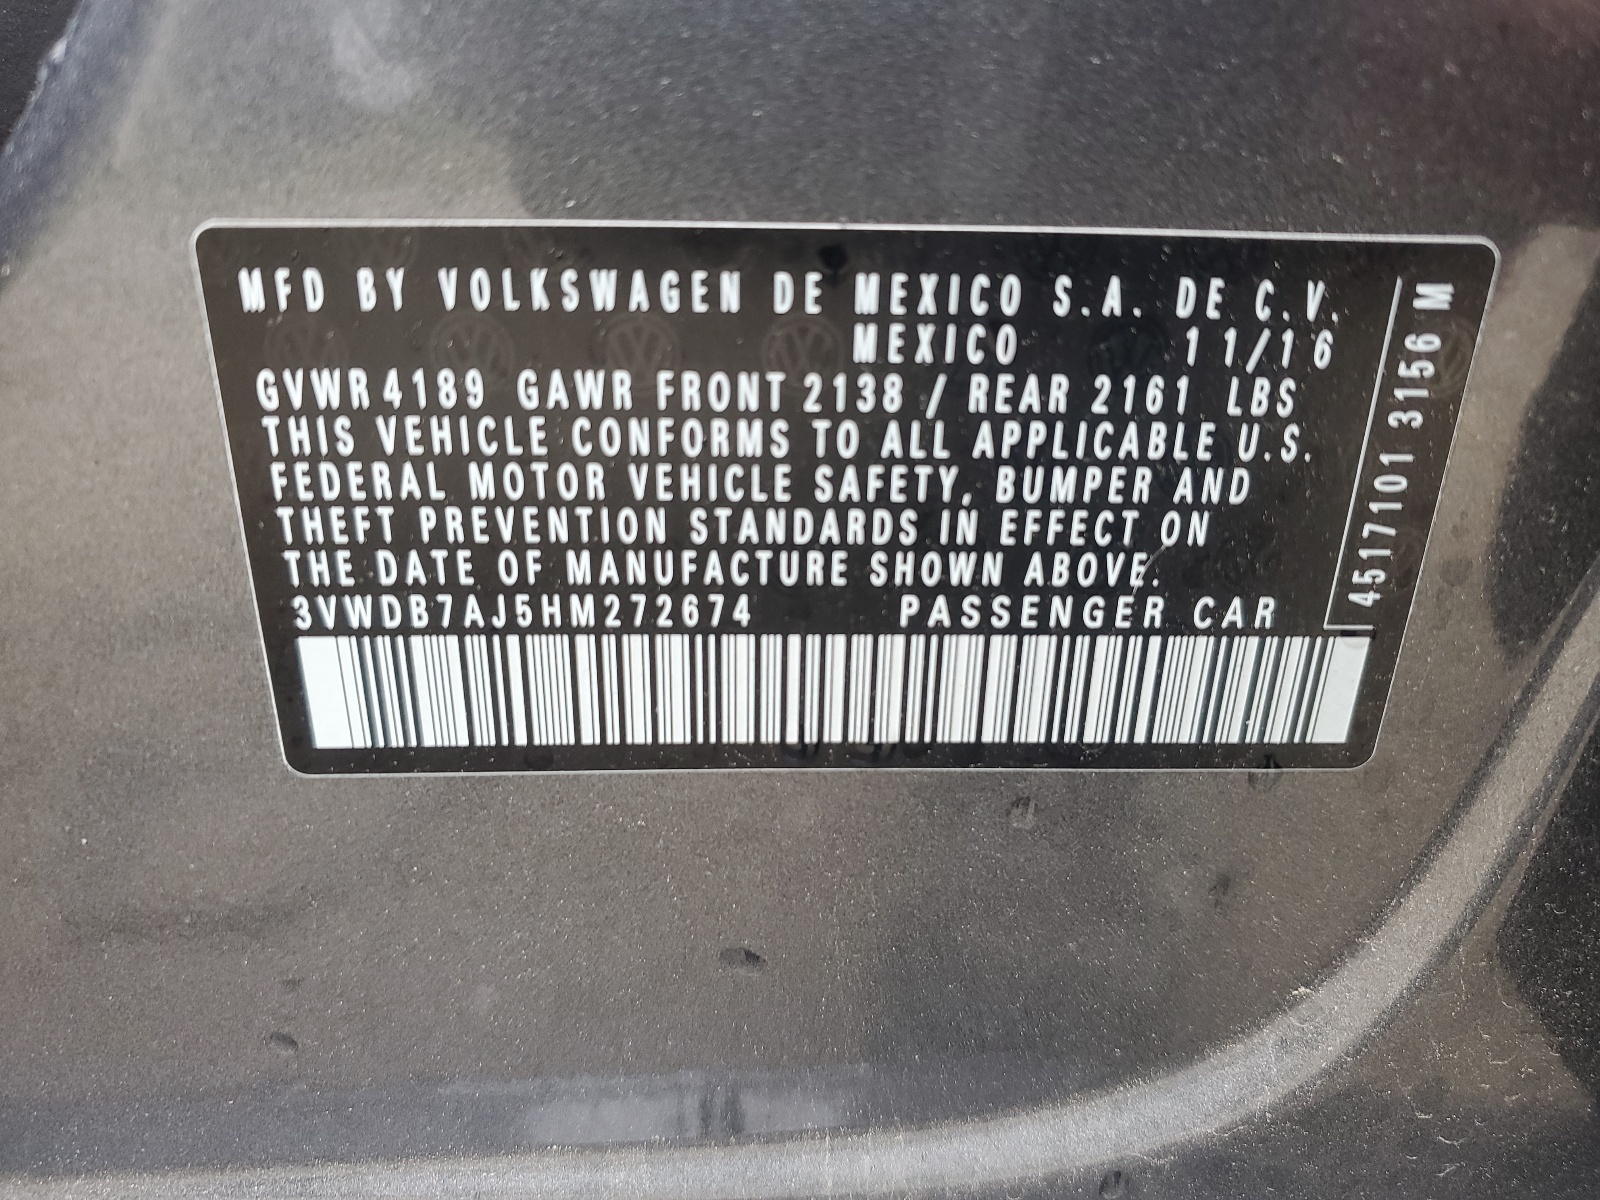 MFD BY VOLKSWAGEN DE MEXICO S.A. DE C.V.
MEXICO 11/16
GVWR 4189 GAWR FRONT 2138 / REAR 2161 LBS
THIS VEHICLE CONFORMS TO ALL APPLICABLE U.S.
FEDERAL MOTOR VEHICLE SAFETY, BUMPER AND
THEFT PREVENTION STANDARDS IN EFFECT ON
THE DATE OF MANUFACTURE SHOWN ABOVE.
3VWDB7AJ5HM272674 PASSENGER CAR
4517101 3156 M